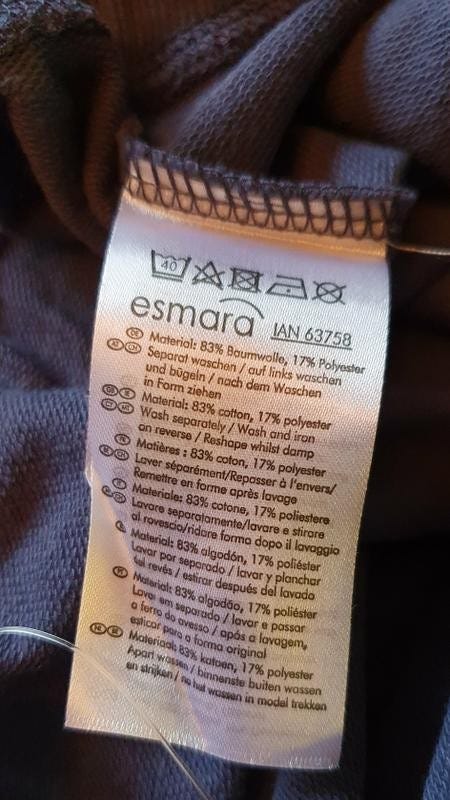 40
esmara IAN 63758
DE Material: 83% Baumwolle, 17% Polyester
AT CH Separat waschen / auf links waschen
und bügeln / nach dem Waschen
in Form ziehen
Material: 83% cotton, 17% polyester
Wash separately / Wash and iron
on reverse / Reshape whilst damp
FR Matières : 83% coton, 17% polyester
BE CH Laver séparément/Repasser à l'envers/
Remettre en forme après lavage
Materiale: 83% cotone, 17% poliestere
Lavare separatamente/lavare e stirare
al rovescio/ridare forma dopo il lavaggio
Material: 83% algodón, 17% poliéster
Lavar por separado / lavar y planchar
del revés / estirar después del lavado
Material: 83% algodão, 17% poliéster
Lavar em separado / lavar e passar
a ferro do avesso / após a lavagem,
esticar para a forma original
Materiaal: 83% katoen, 17% polyester
Apart wassen / binnenste buiten wassen
en strijken / na het wassen in model trekken